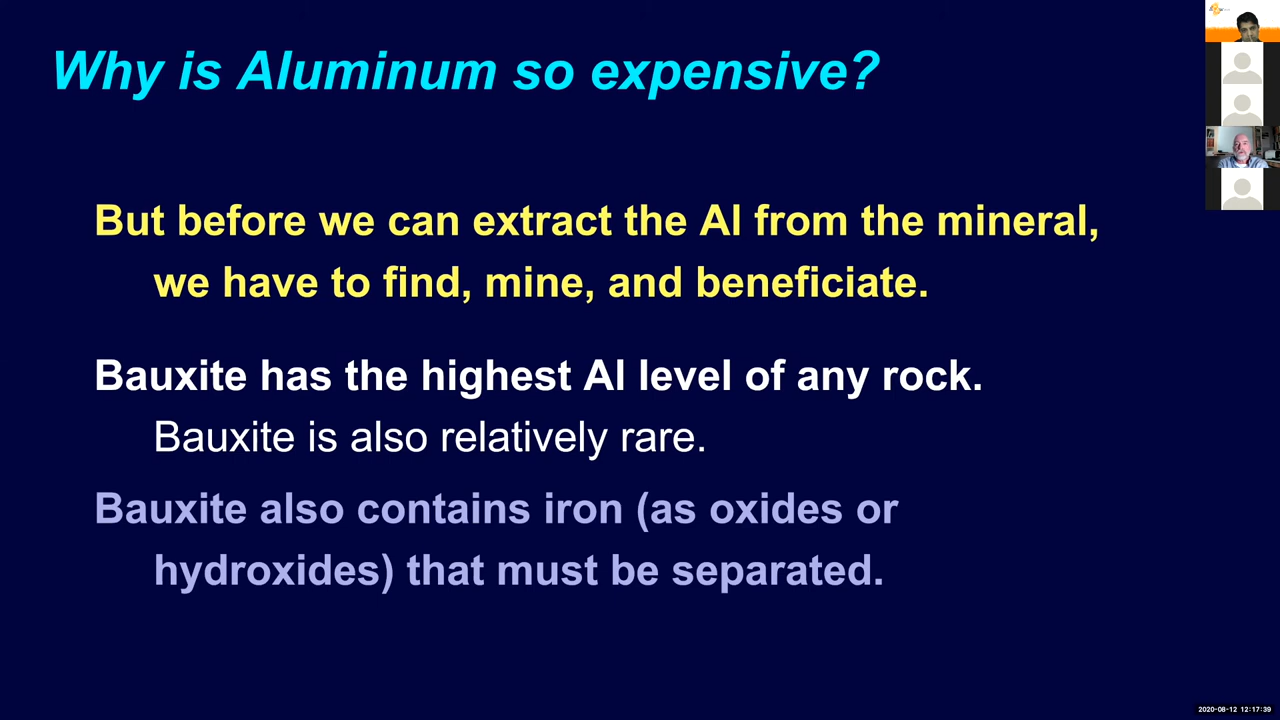 Why is Aluminum so expensive?
But before we can extract the Al from the mineral,
we have to find, mine, and beneficiate.
Bauxite has the highest Al level of any rock.
Bauxite is also relatively rare.
Bauxite also contains iron (as oxides or
hydroxides) that must be separated.
2020-08-12 12:17:39